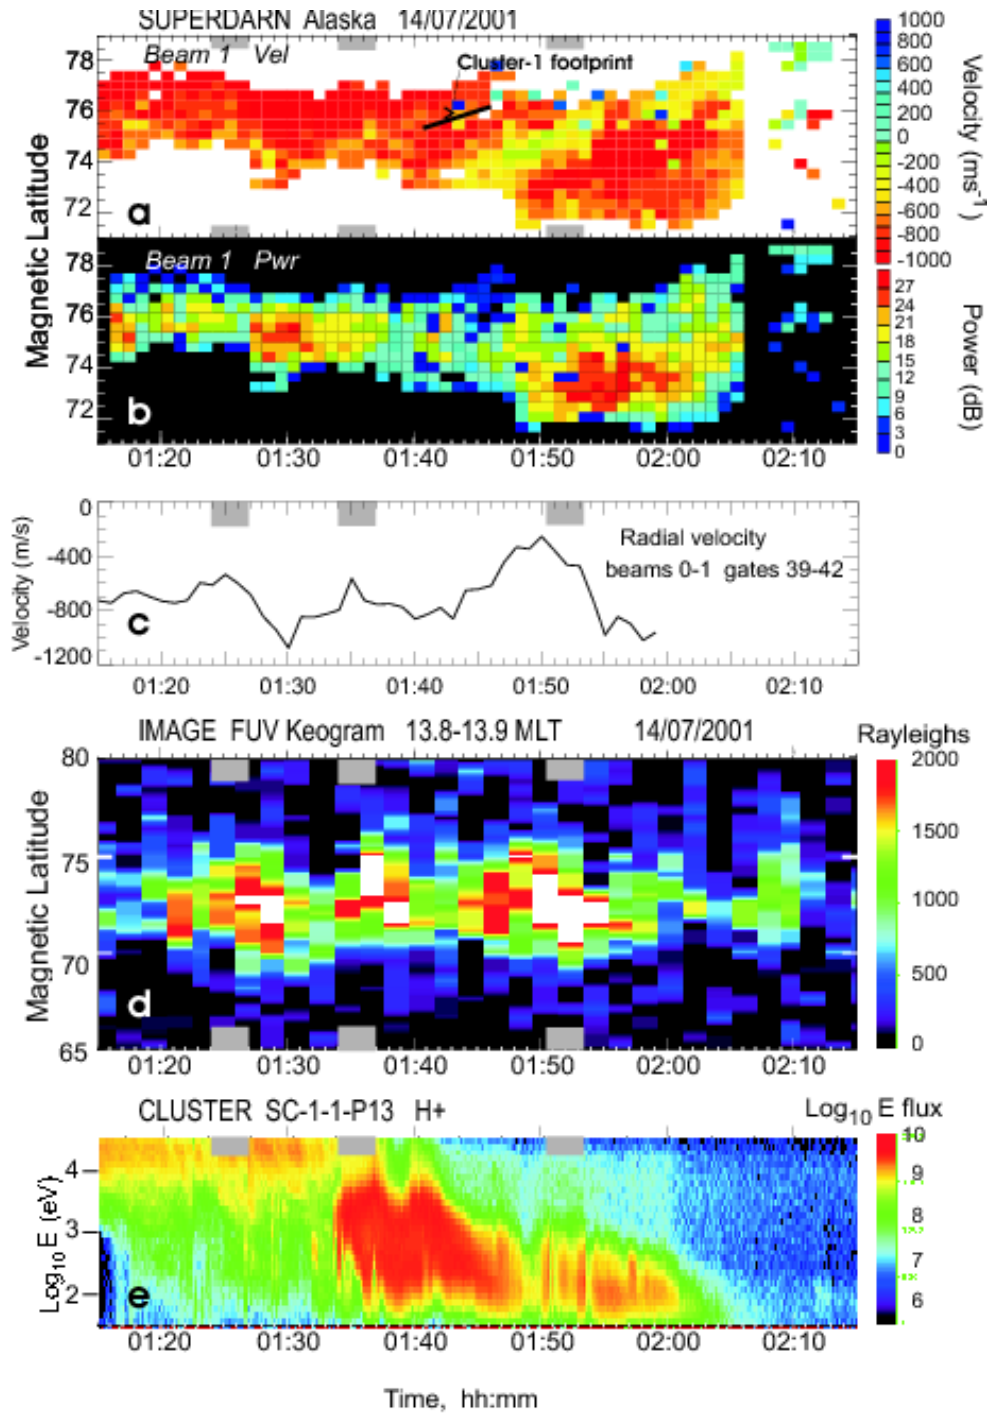 SUPERDARN Alaska 14/07/2001
Beam 1 Vel
Cluster-1 footprint
78
76
74
72
a
Magnetic Latitude
1000
800
600
400
200
0
-200
-400
-600
-800
-1000
Velocity (ms-1)
Beam 1 Pwr
78
76
74
72
b
27
24
21
18
15
12
9
6
3
0
Power (dB)
01:20 01:30 01:40 01:50 02:00 02:10
0
-400
-800
-1200
Velocity (m/s)
Radial velocity
beams 0-1 gates 39-42
c
01:20 01:30 01:40 01:50 02:00 02:10
IMAGE FUV Keogram 13.8-13.9 MLT 14/07/2001
Rayleighs
80
75
70
65
Magnetic Latitude
d
2000
1500
1000
500
0
01:20 01:30 01:40 01:50 02:00 02:10
CLUSTER SC-1-1-P13 H+
Log10 E flux
4
3
2
Log10 E (eV)
e
10
9
8
7
6
01:20 01:30 01:40 01:50 02:00 02:10
Time, hh:mm